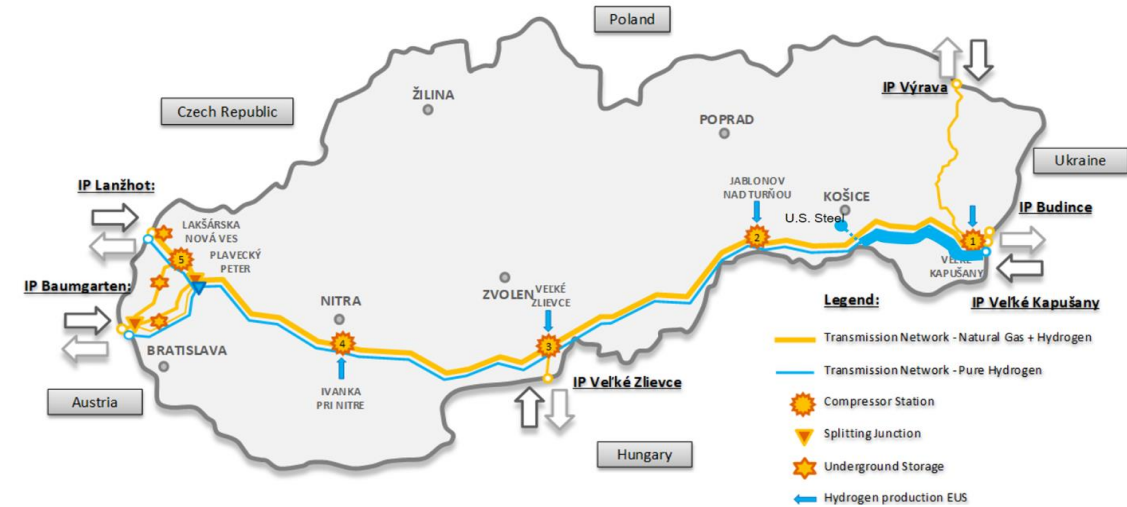 Poland
Czech Republic
ŽILINA
IP Výrava
POPRAD
Ukraine
IP Lanžhot:
JABLONOV
NAD TURŇOU
KOŠICE
U.S. Steel
IP Budince
LAKŠÁRSKA
NOVÁ VES
PLAVECKÝ
PETER
5
2
1
VEĽKÉ
KAPUŠANY
IP Baumgarten:
ZVOLEN
VEĽKÉ
ZLIEVCE
NITRA
4
3
IP Veľké Kapušany
BRATISLAVA
IVANKA
PRI NITRE
IP Veľké Zlievce
Austria
Hungary
Legend:
Transmission Network - Natural Gas + Hydrogen
Transmission Network - Pure Hydrogen
Compressor Station
Splitting Junction
Underground Storage
Hydrogen production EUS